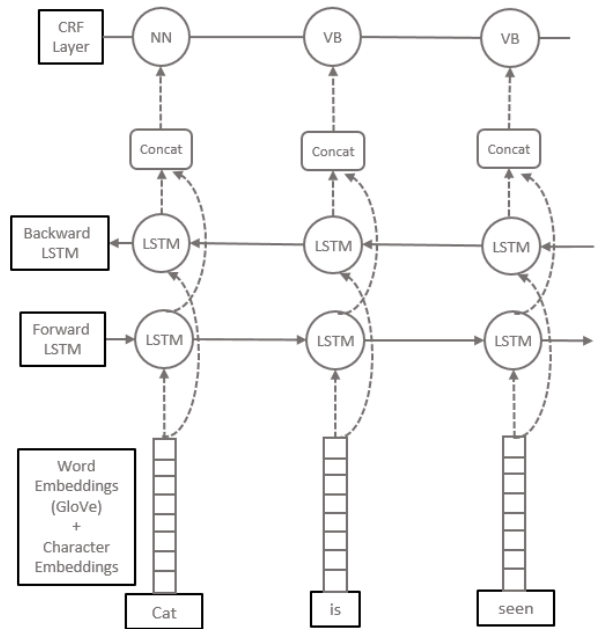 CRF
Layer
NN
VB
VB
Concat
Concat
Concat
Backward
LSTM
LSTM
LSTM
LSTM
Forward
LSTM
LSTM
LSTM
LSTM
Word
Embeddings
(GloVe)
+
Character
Embeddings
Cat
is
seen